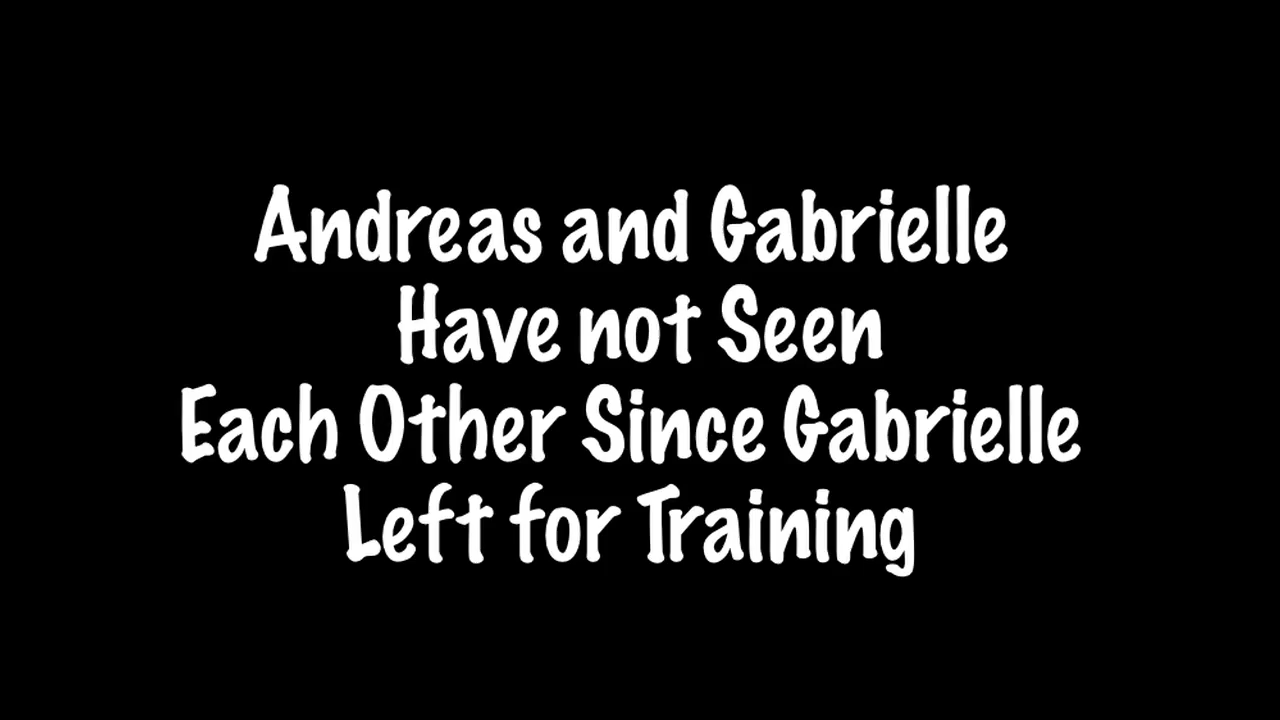 Andreas and Gabrielle
Have not Seen
Each Other Since Gabrielle
Left for Training